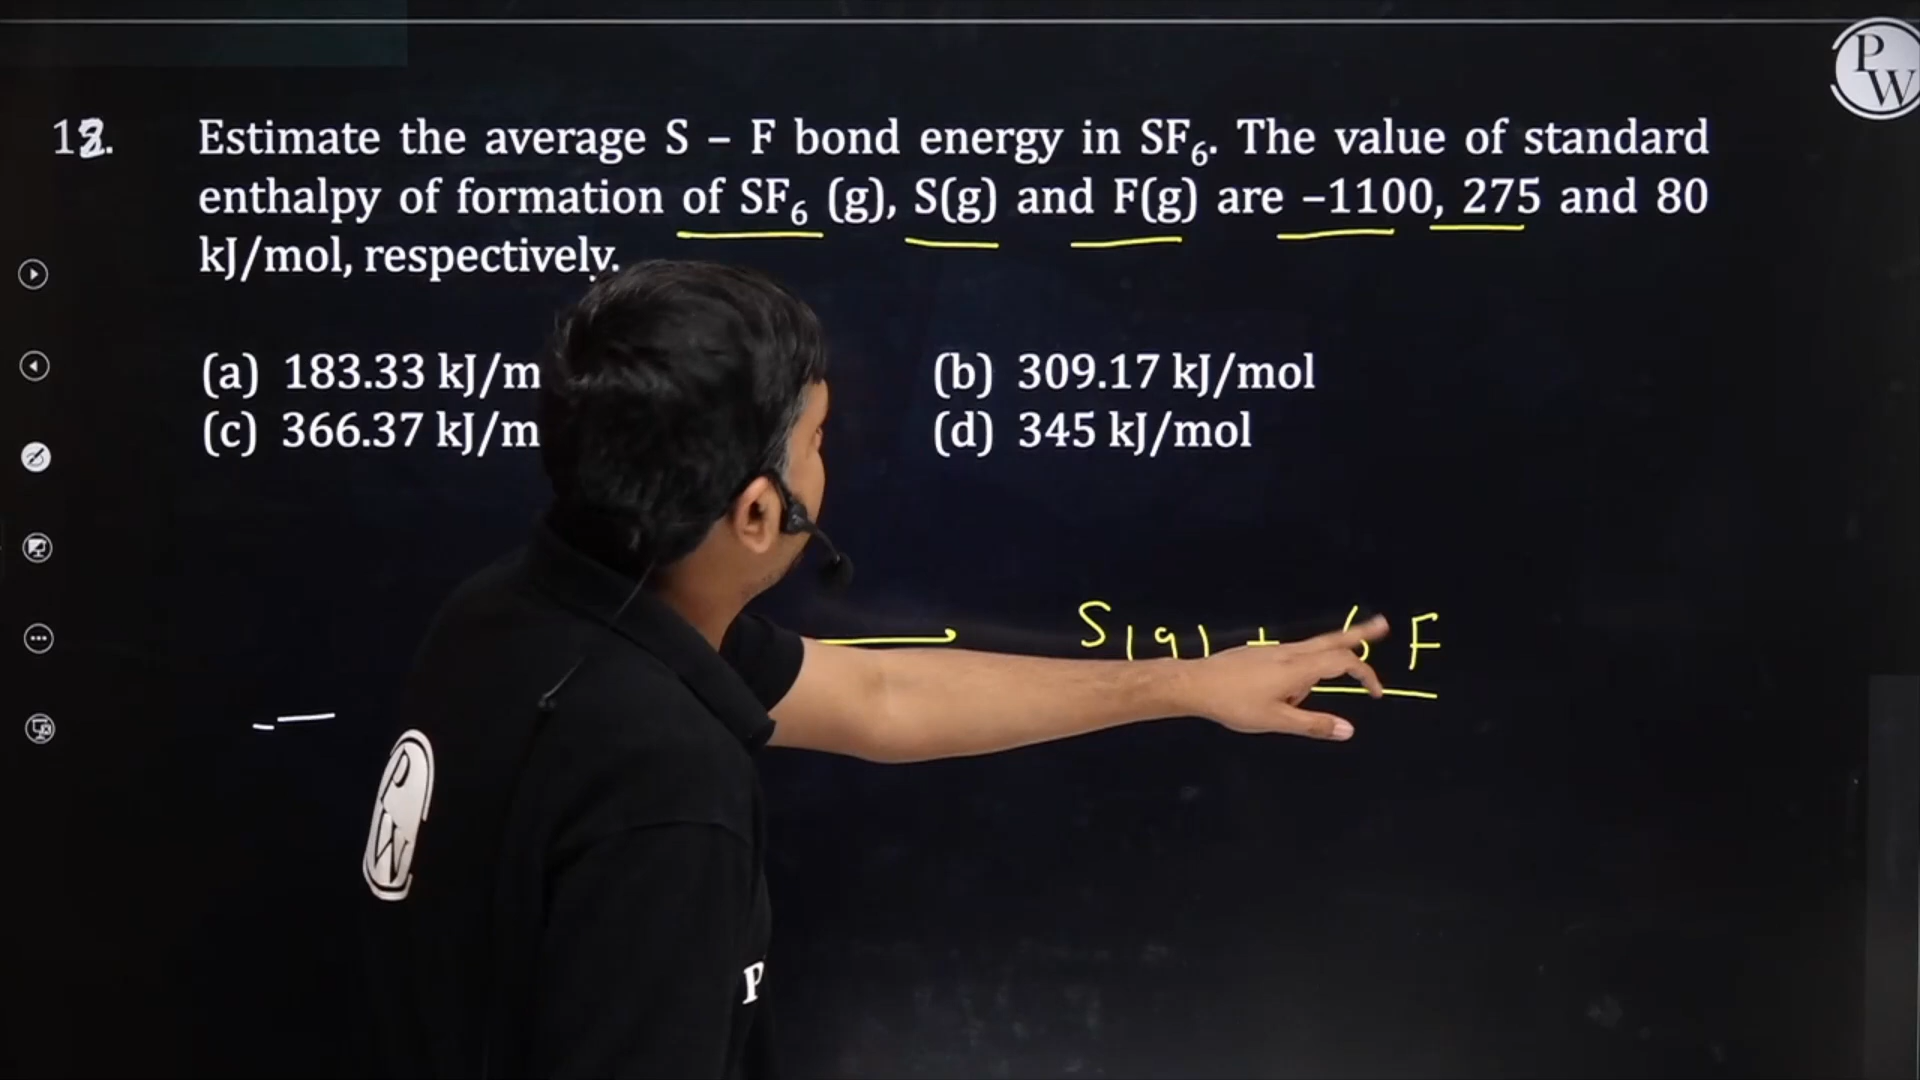 PW
18. Estimate the average S – F bond energy in SF₆. The value of standard
enthalpy of formation of SF₆ (g), S(g) and F(g) are –1100, 275 and 80
kJ/mol, respectively.
(a) 183.33 kJ/m
(b) 309.17 kJ/mol
(c) 366.37 kJ/m
(d) 345 kJ/mol
S(g) + 6 F
PW
P